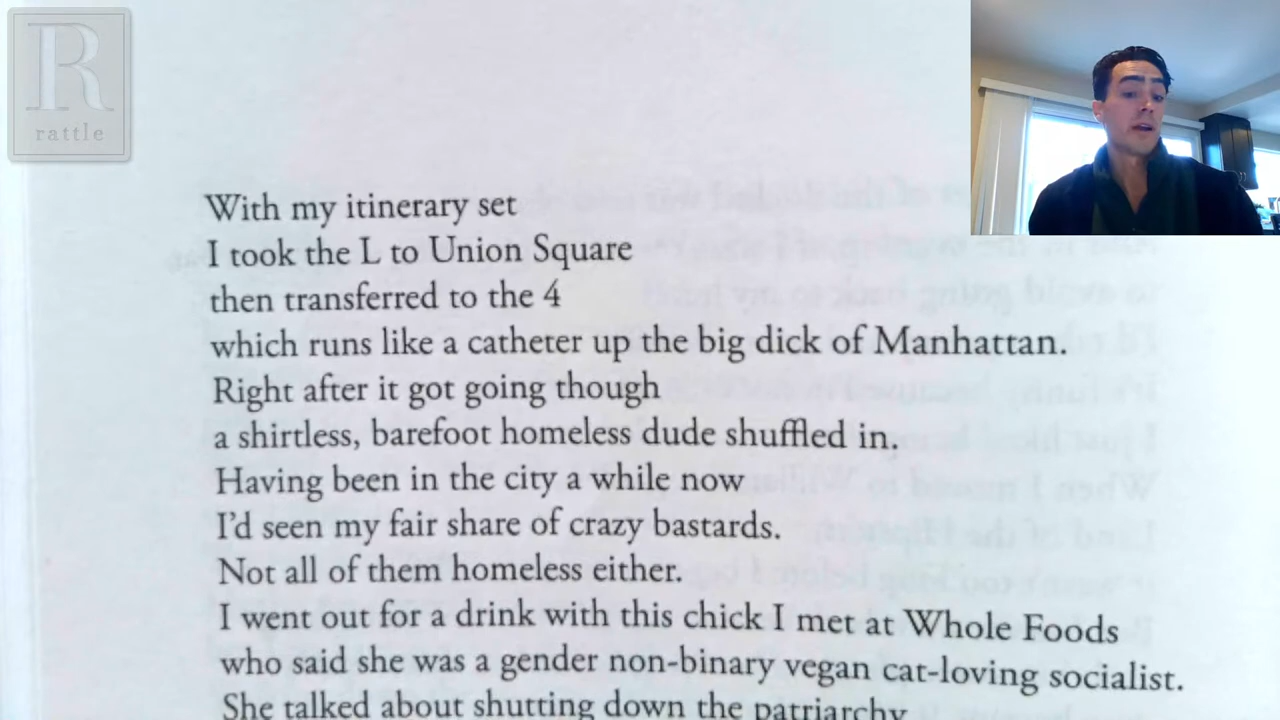 R
rattle
With my itinerary set
I took the L to Union Square
then transferred to the 4
which runs like a catheter up the big dick of Manhattan.
Right after it got going though
a shirtless, barefoot homeless dude shuffled in.
Having been in the city a while now
I'd seen my fair share of crazy bastards.
Not all of them homeless either.
I went out for a drink with this chick I met at Whole Foods
who said she was a gender non-binary vegan cat-loving socialist.
She talked about shutting down the patriarchy